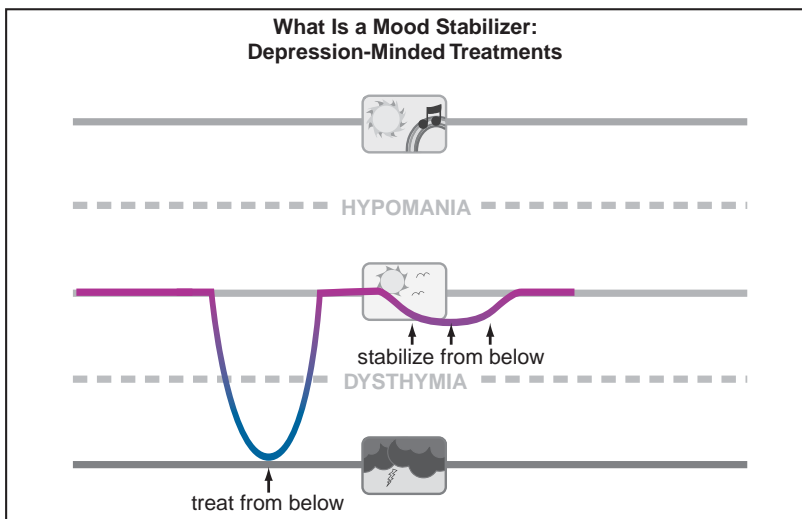 What Is a Mood Stabilizer:
Depression-Minded Treatments
HYPOMANIA
stabilize from below
DYSTHYMIA
treat from below